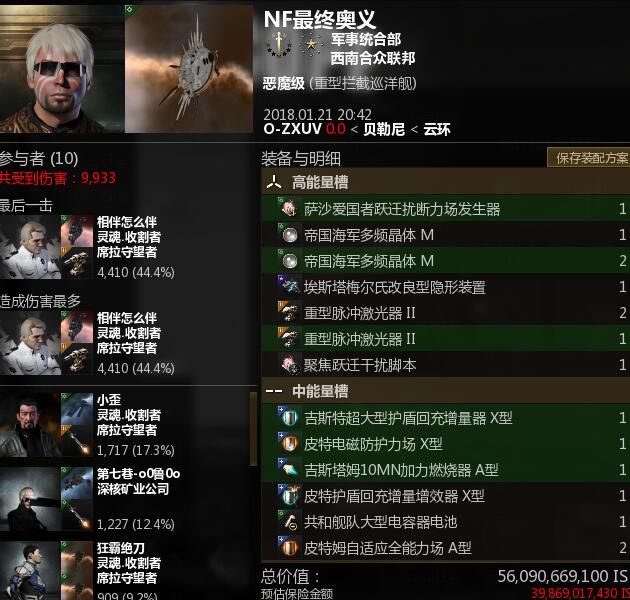 NF最终奥义
军事统合部
西南合众联邦
恶魔级 (重型拦截巡洋舰)
2018.01.21 20:42
O-ZXUV 0.0 < 贝勒尼 < 云环
参与者 (10)
共受到伤害：9,933
最后一击
相伴怎么伴
灵魂.收割者
席拉守望者
4,410 (44.4%)
造成伤害最多
相伴怎么伴
灵魂.收割者
席拉守望者
4,410 (44.4%)
小歪
灵魂.收割者
席拉守望者
1,717 (17.3%)
第七巷-o0鲁0o
深核矿业公司
1,227 (12.4%)
狂霸绝刀
灵魂.收割者
席拉守望者
909 (9.2%)
装备与明细
保存装配方案
高能量槽
萨沙爱国者跃迁扰断力场发生器 1
帝国海军多频晶体 M 1
帝国海军多频晶体 M 2
埃斯塔梅尔氏改良型隐形装置 1
重型脉冲激光器 II 2
重型脉冲激光器 II 1
聚焦跃迁干扰脚本 1
中能量槽
吉斯特超大型护盾回充增量器 X型 1
皮特电磁防护力场 X型 1
吉斯塔姆10MN加力燃烧器 A型 1
皮特护盾回充增量增效器 X型 1
共和舰队大型电容器电池 1
皮特姆自适应全能力场 A型 2
总价值： 56,090,669,100 IS
预估保险金额 39,869,017,430 IS